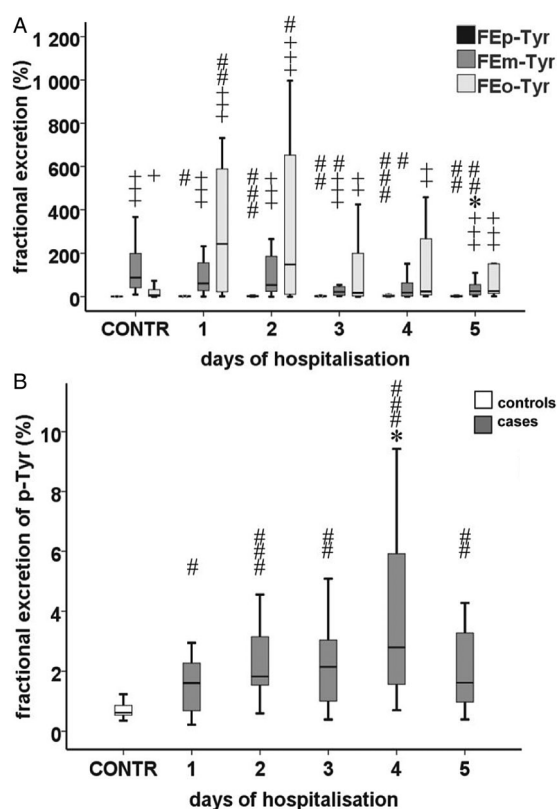 A
fractional excretion (%)
1 200
1 000
800
600
400
200
0
FEp-Tyr
FEm-Tyr
FEo-Tyr
+++ + # +++ ##+++ ### +++ #+++ ## #+++ ++ ### # ++ ## ##*+++ +++
CONTR 1 2 3 4 5
days of hospitalisation
B
fractional excretion of p-Tyr (%)
10
8
6
4
2
0
controls
cases
# ### ## ###* ##
CONTR 1 2 3 4 5
days of hospitalisation